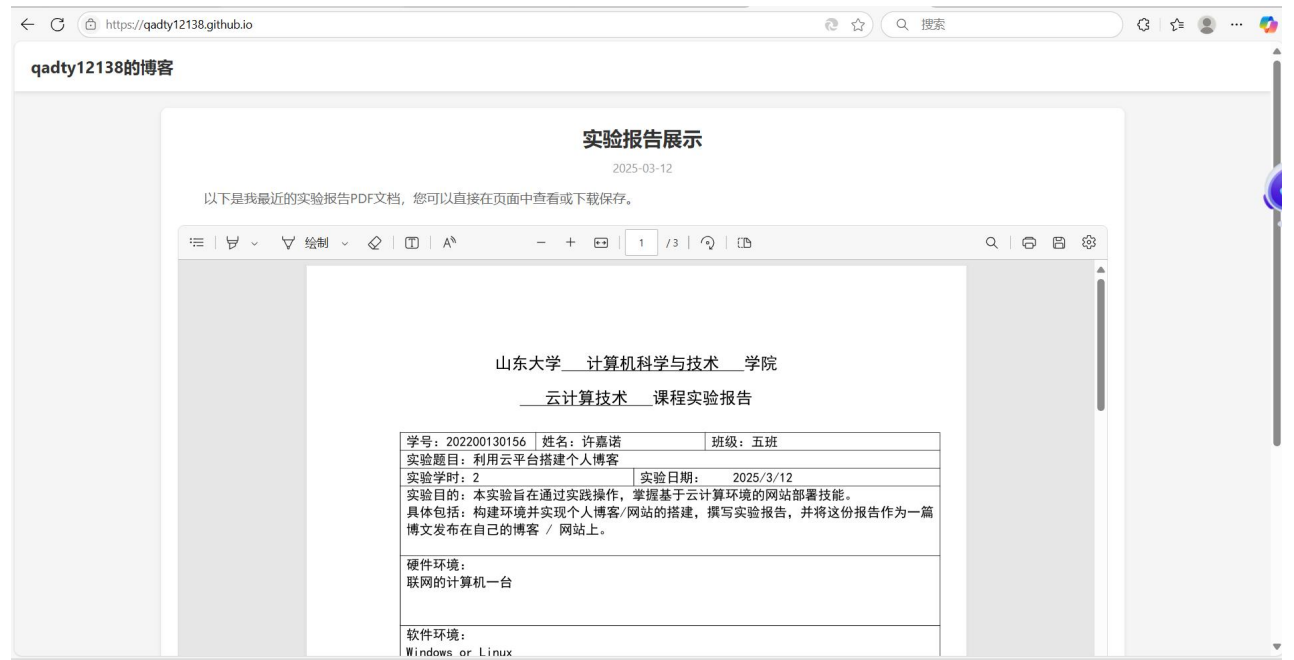 https://qadty12138.github.io
搜索
qadty12138的博客
实验报告展示
2025-03-12
以下是我最近的实验报告PDF文档，您可以直接在页面中查看或下载保存。
绘制
1 /3
山东大学 计算机科学与技术 学院
云计算技术 课程实验报告
学号：202200130156 姓名：许嘉诺 班级：五班
实验题目：利用云平台搭建个人博客
实验学时：2 实验日期： 2025/3/12
实验目的：本实验旨在通过实践操作，掌握基于云计算环境的网站部署技能。
具体包括：构建环境并实现个人博客/网站的搭建，撰写实验报告，并将这份报告作为一篇
博文发布在自己的博客 / 网站上。
硬件环境：
联网的计算机一台
软件环境：
Windows or Linux